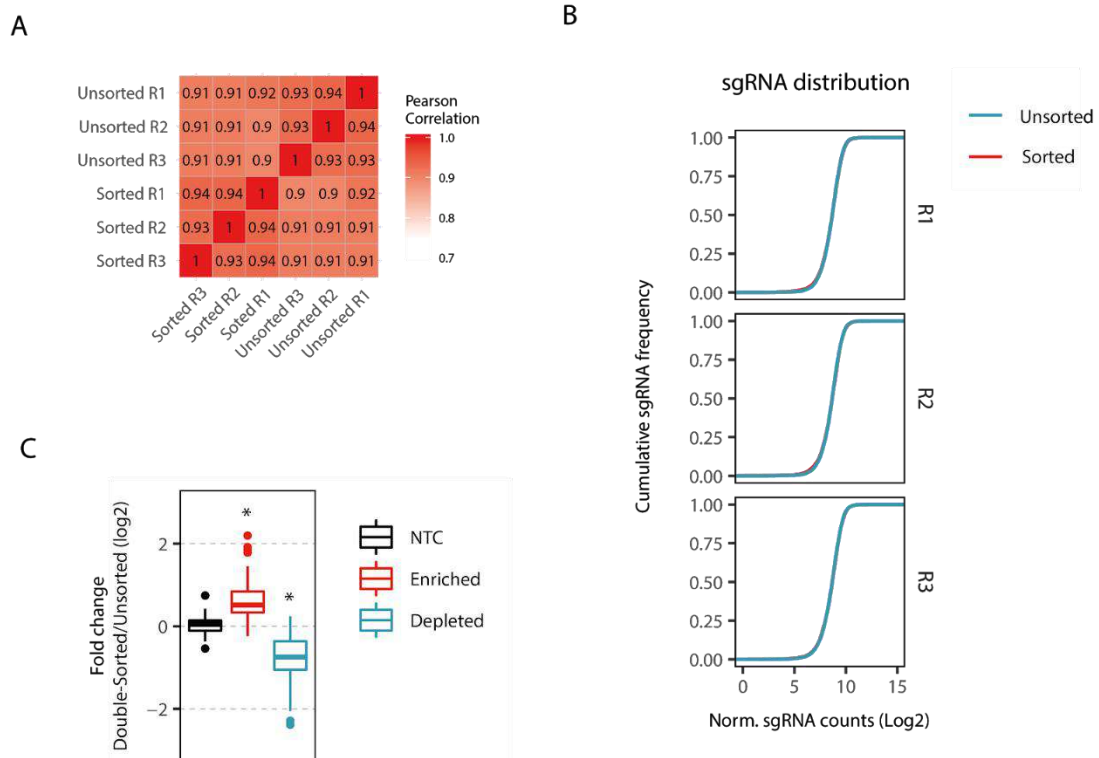 A
Unsorted R1
Unsorted R2
Unsorted R3
Sorted R1
Sorted R2
Sorted R3
0.91 0.91 0.92 0.93 0.94 1
0.91 0.91 0.9 0.93 1 0.94
0.91 0.91 0.9 1 0.93 0.93
0.94 0.94 1 0.9 0.9 0.92
0.93 1 0.94 0.91 0.91 0.91
1 0.93 0.94 0.91 0.91 0.91
Sorted R3
Sorted R2
Soted R1
Unsorted R3
Unsorted R2
Unsorted R1
Pearson
Correlation
1.0
0.9
0.8
0.7
B
sgRNA distribution
Unsorted
Sorted
Cumulative sgRNA frequency
1.00
0.75
0.50
0.25
0.00
R1
1.00
0.75
0.50
0.25
0.00
R2
1.00
0.75
0.50
0.25
0.00
R3
0 5 10 15
Norm. sgRNA counts (Log2)
C
Fold change
Double-Sorted/Unsorted (log2)
2
0
−2
*
*
NTC
Enriched
Depleted